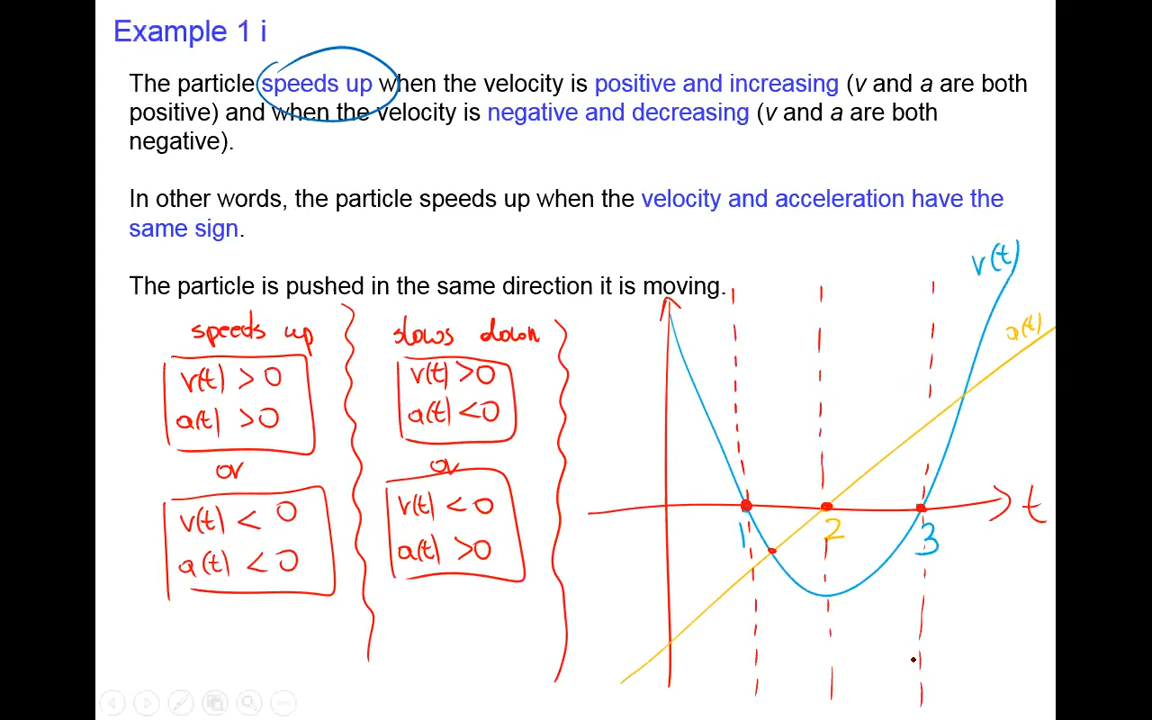 Example 1 i
The particle speeds up when the velocity is positive and increasing (v and a are both
positive) and when the velocity is negative and decreasing (v and a are both
negative).
In other words, the particle speeds up when the velocity and acceleration have the
same sign.
The particle is pushed in the same direction it is moving.
speeds up
v(t) > 0
a(t) > 0
or
v(t) < 0
a(t) < 0
slows down
v(t) > 0
a(t) < 0
or
v(t) < 0
a(t) > 0
v(t)
a(t)
t
1
2
3